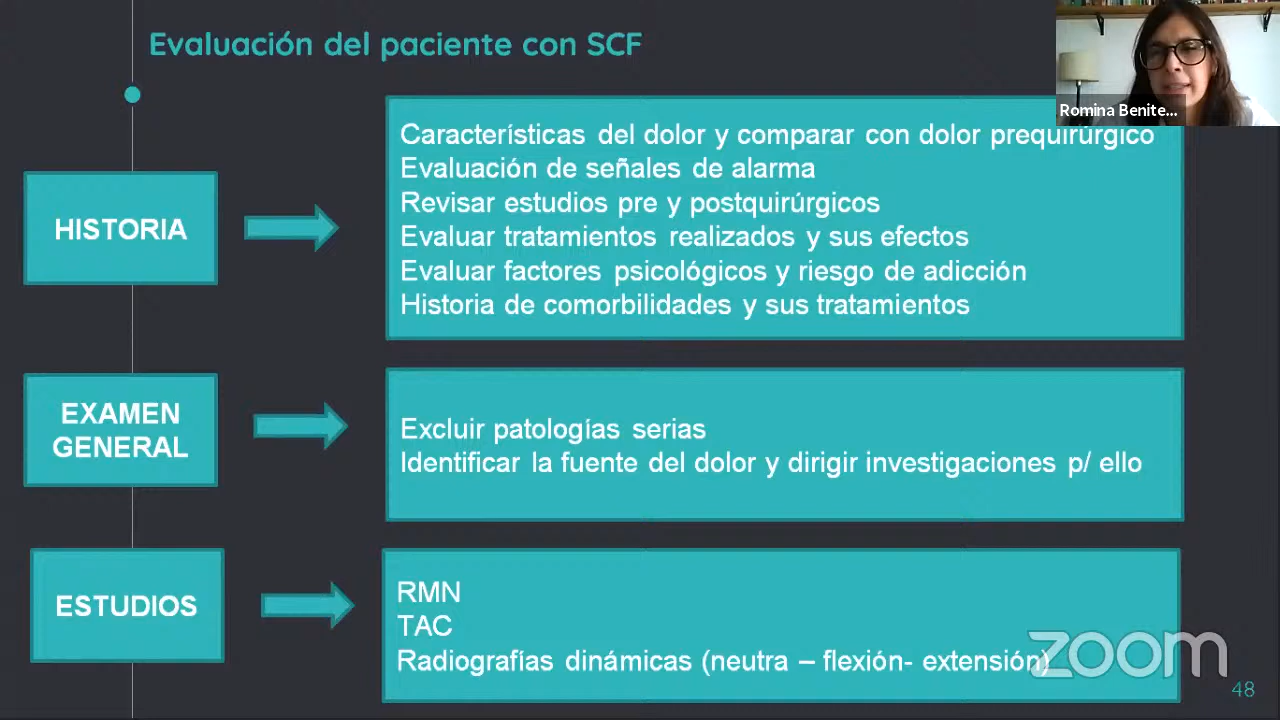 Evaluación del paciente con SCF
Romina Benite...
HISTORIA
Características del dolor y comparar con dolor prequirúrgico
Evaluación de señales de alarma
Revisar estudios pre y postquirúrgicos
Evaluar tratamientos realizados y sus efectos
Evaluar factores psicológicos y riesgo de adicción
Historia de comorbilidades y sus tratamientos
EXAMEN
GENERAL
Excluir patologías serias
Identificar la fuente del dolor y dirigir investigaciones p/ ello
ESTUDIOS
RMN
TAC
Radiografías dinámicas (neutra – flexión- extensión)
zoom
48